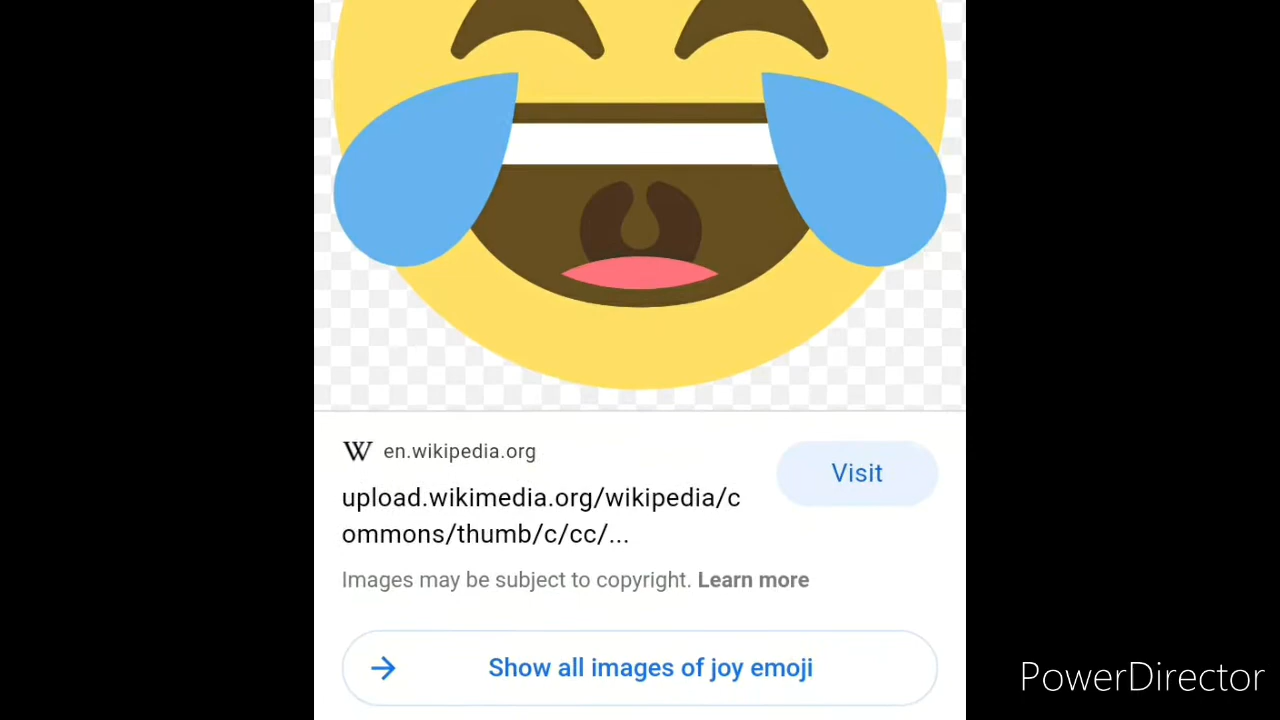 W en.wikipedia.org
Visit
upload.wikimedia.org/wikipedia/c
ommons/thumb/c/cc/...
Images may be subject to copyright. Learn more
Show all images of joy emoji
PowerDirector